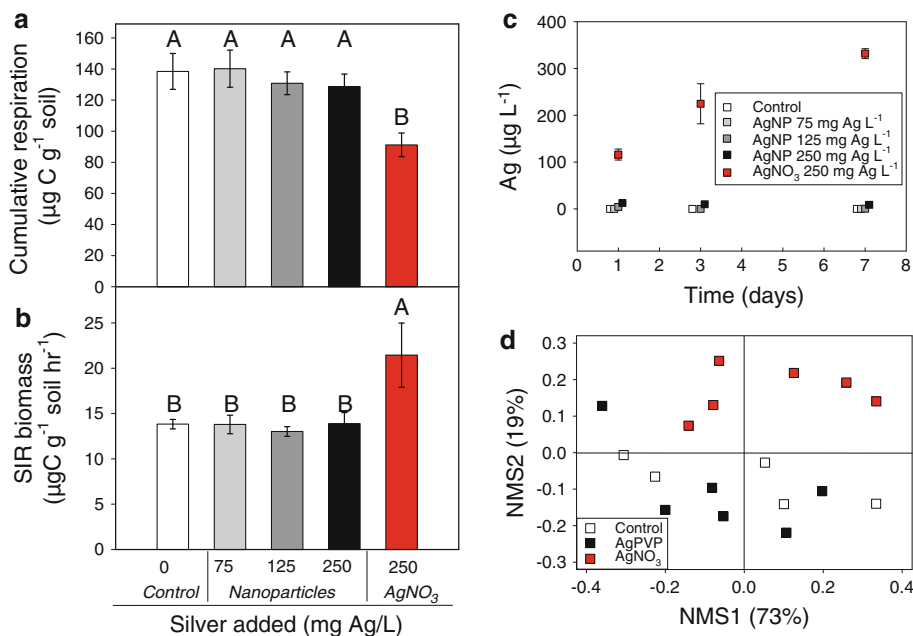 a
Cumulative respiration
(µg C g⁻¹ soil)
160
140
120
100
80
60
40
20
0
A
A
A
A
B
b
SIR biomass
(µgC g⁻¹ soil hr⁻¹)
25
20
15
10
5
0
B
B
B
B
A
0
75
125
250
250
Control
Nanoparticles
AgNO₃
Silver added (mg Ag/L)
c
Ag (µg L⁻¹)
400
300
200
100
0
Control
AgNP 75 mg Ag L⁻¹
AgNP 125 mg Ag L⁻¹
AgNP 250 mg Ag L⁻¹
AgNO₃ 250 mg Ag L⁻¹
0 1 2 3 4 5 6 7 8
Time (days)
d
NMS2 (19%)
0.3
0.2
0.1
0.0
-0.1
-0.2
-0.3
Control
AgPVP
AgNO₃
-0.4 -0.2 0.0 0.2 0.4
NMS1 (73%)